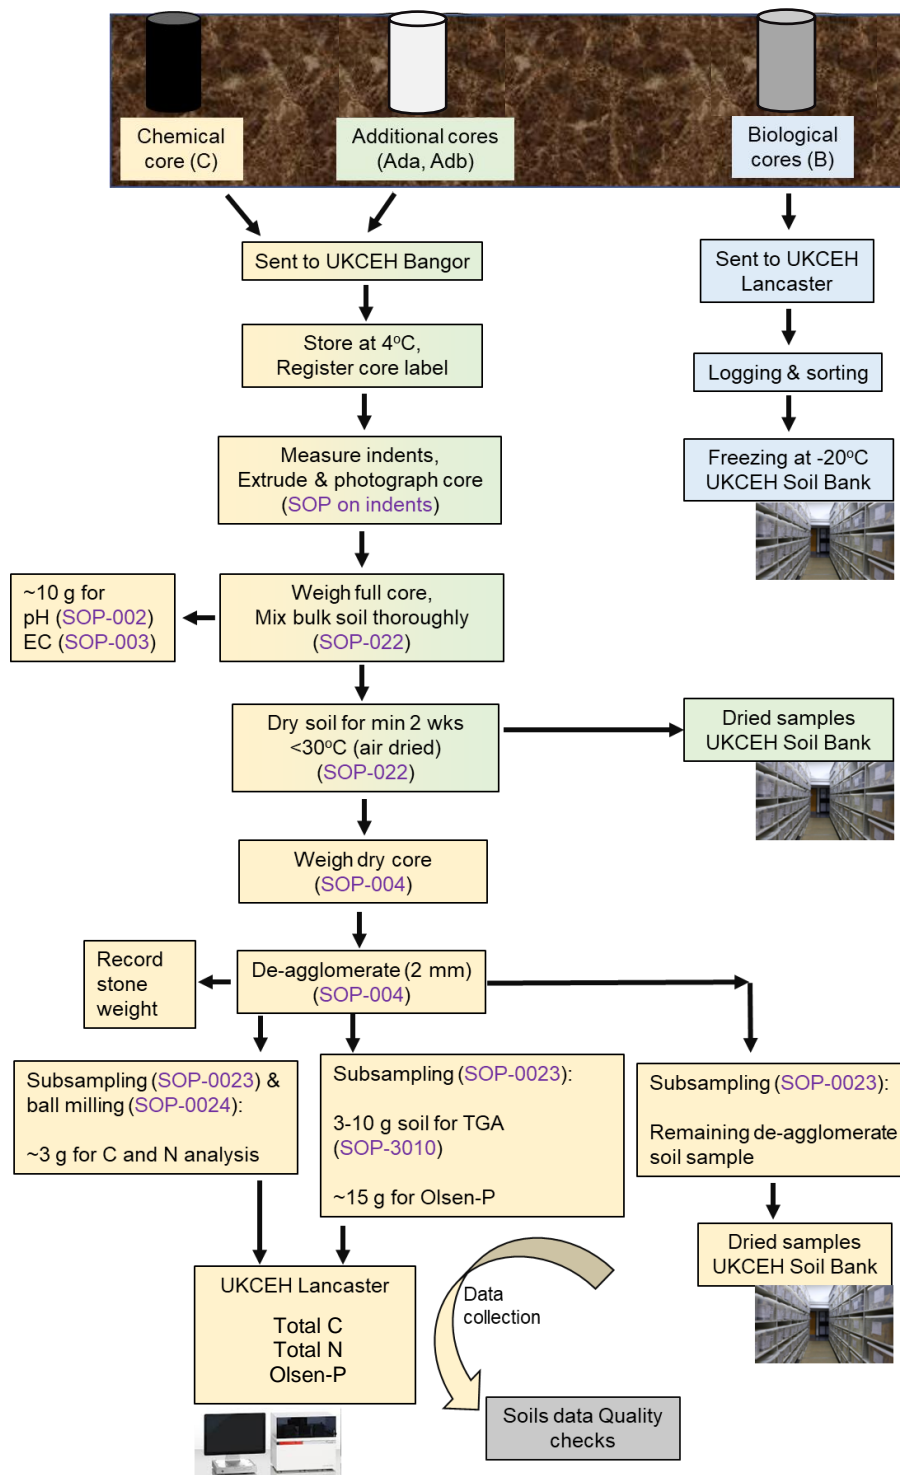 Chemical
core (C)
Additional cores
(Ada, Adb)
Biological
cores (B)
Sent to UKCEH Bangor
Sent to UKCEH
Lancaster
Store at 4°C,
Register core label
Logging & sorting
Measure indents,
Extrude & photograph core
(SOP on indents)
Freezing at -20°C
UKCEH Soil Bank
~10 g for
pH (SOP-002)
EC (SOP-003)
Weigh full core,
Mix bulk soil thoroughly
(SOP-022)
Dry soil for min 2 wks
<30°C (air dried)
(SOP-022)
Dried samples
UKCEH Soil Bank
Weigh dry core
(SOP-004)
Record
stone
weight
De-agglomerate (2 mm)
(SOP-004)
Subsampling (SOP-0023) &
ball milling (SOP-0024):
~3 g for C and N analysis
Subsampling (SOP-0023):
3-10 g soil for TGA
(SOP-3010)
~15 g for Olsen-P
Subsampling (SOP-0023):
Remaining de-agglomerate
soil sample
Dried samples
UKCEH Soil Bank
UKCEH Lancaster
Total C
Total N
Olsen-P
Data
collection
Soils data Quality
checks